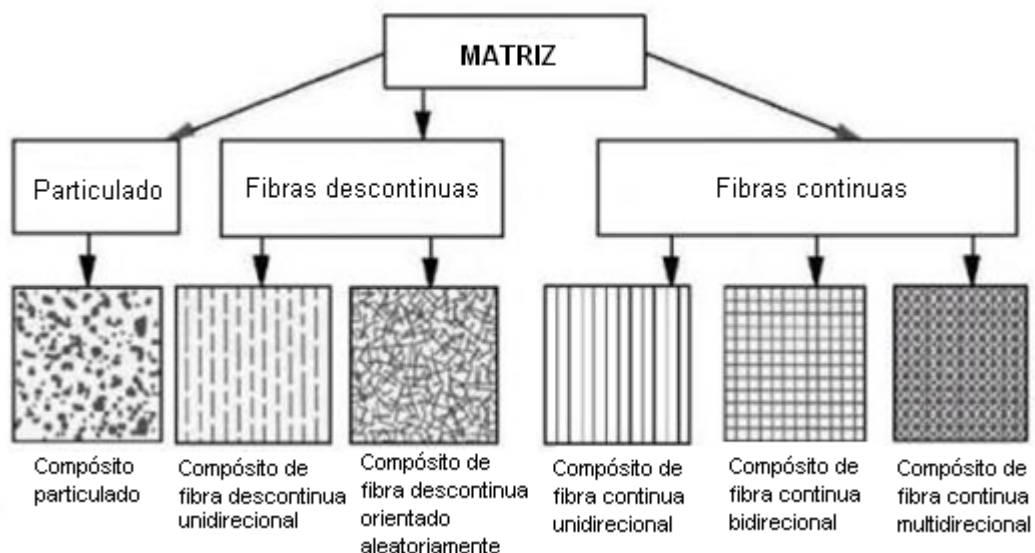 MATRIZ
Particulado
Fibras descontinuas
Fibras continuas
Compósito
particulado
Compósito de
fibra descontinua
unidirecional
Compósito de
fibra descontinua
orientado
aleatoriamente
Compósito de
fibra continua
unidirecional
Compósito de
fibra continua
bidirecional
Compósito de
fibra continua
multidirecional